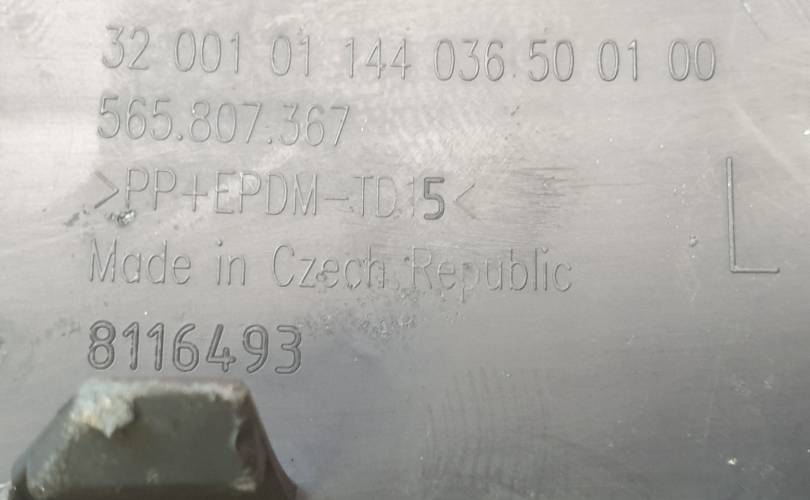 32 001 01 144 036.50 01 00
565.807.367
>PP+EPDM-TD15<
L
Made in Czech Republic
8116493